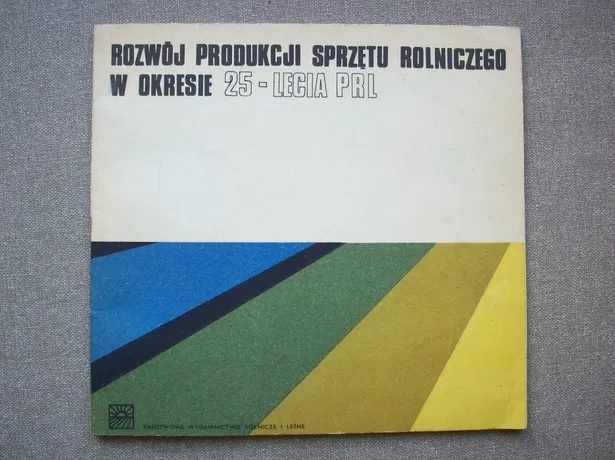 ROZWÓJ PRODUKCJI SPRZĘTU ROLNICZEGO
W OKRESIE 25-LECIA PRL
PAŃSTWOWE WYDAWNICTWO ROLNICZE I LEŚNE